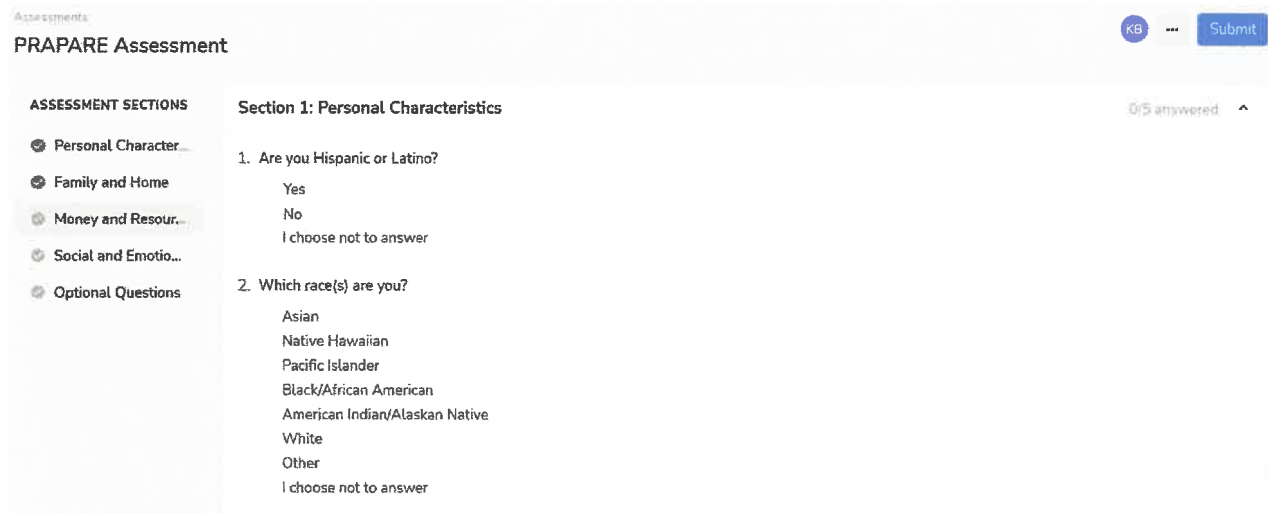 Assessments
PRAPARE Assessment
KB ... Submit
ASSESSMENT SECTIONS
Personal Character...
Family and Home
Money and Resour...
Social and Emotio...
Optional Questions
Section 1: Personal Characteristics
0/5 answered
1. Are you Hispanic or Latino?
Yes
No
I choose not to answer
2. Which race(s) are you?
Asian
Native Hawaiian
Pacific Islander
Black/African American
American Indian/Alaskan Native
White
Other
I choose not to answer